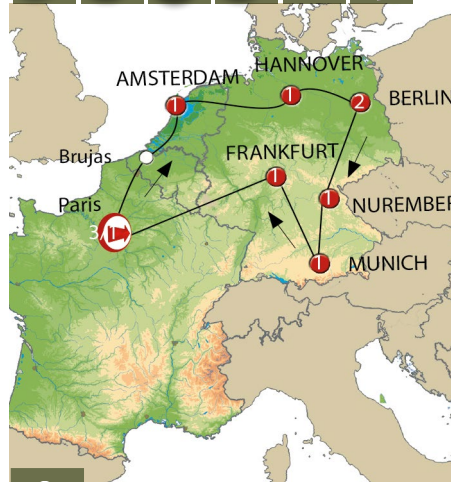 HANNOVER
AMSTERDAM
1
1
2
BERLIN
Brujas
FRANKFURT
1
Paris
1
NUREMBER
3
1
1
MUNICH